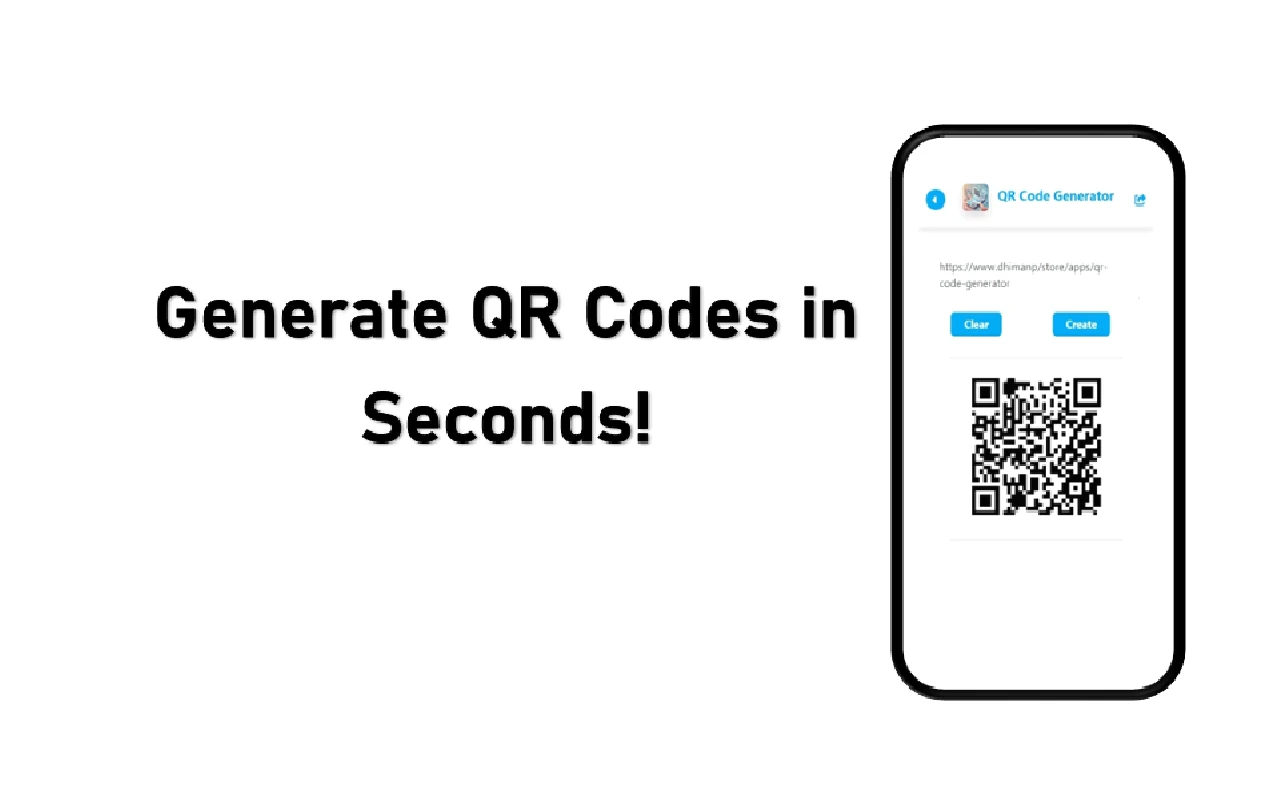 Generate QR Codes in
Seconds!
QR Code Generator
https://www.dhimanp/store/apps/qr-
code-generator
Clear
Create